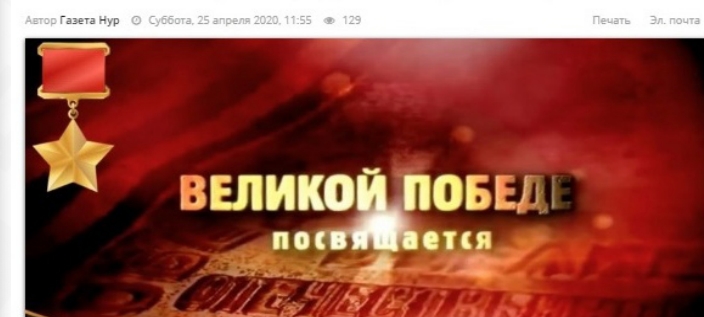 Автор Газета Нур Суббота, 25 апреля 2020, 11:55 129 Печать Эл. почта
ВЕЛИКОЙ ПОБЕДЕ
посвящается